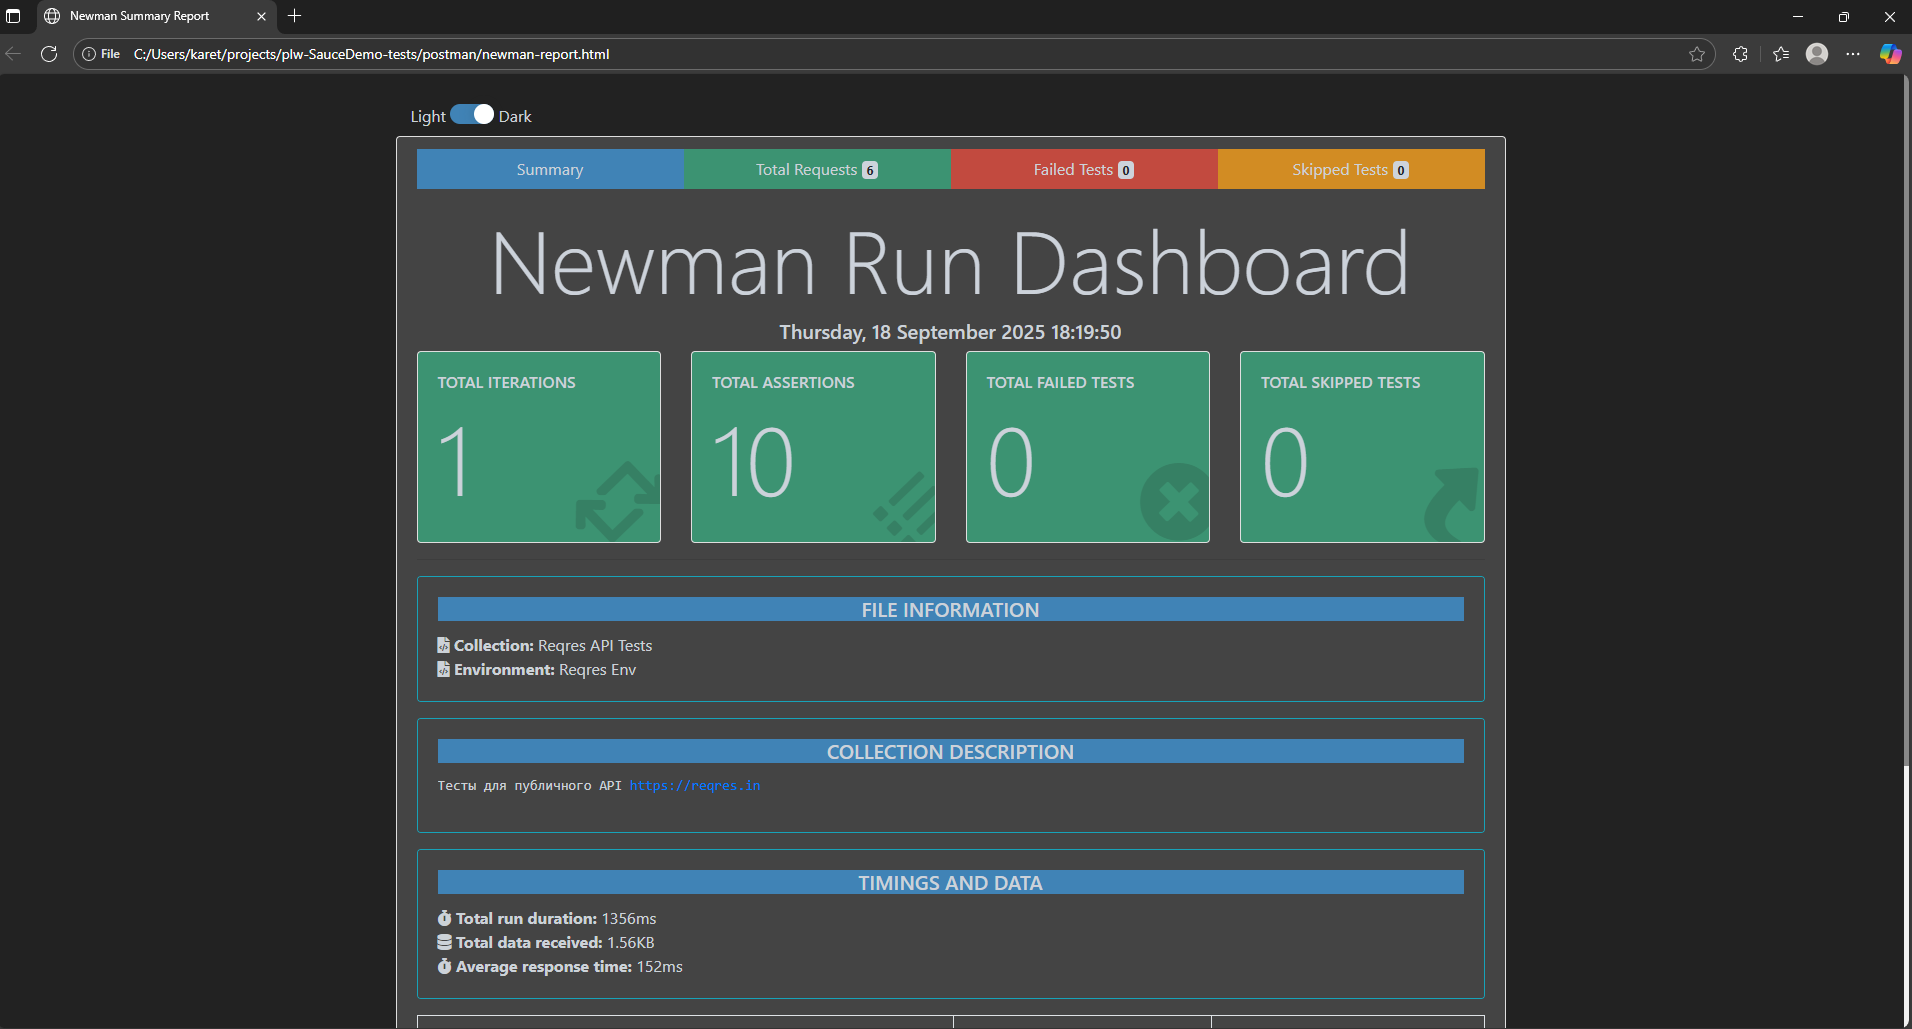 Newman Summary Report
File C:/Users/karet/projects/plw-SauceDemo-tests/postman/newman-report.html
Light Dark
Summary Total Requests 6 Failed Tests 0 Skipped Tests 0
Newman Run Dashboard
Thursday, 18 September 2025 18:19:50
TOTAL ITERATIONS TOTAL ASSERTIONS TOTAL FAILED TESTS TOTAL SKIPPED TESTS
1 10 0 0
FILE INFORMATION
Collection: Reqres API Tests
Environment: Reqres Env
COLLECTION DESCRIPTION
Тесты для публичного API https://reqres.in
TIMINGS AND DATA
Total run duration: 1356ms
Total data received: 1.56KB
Average response time: 152ms